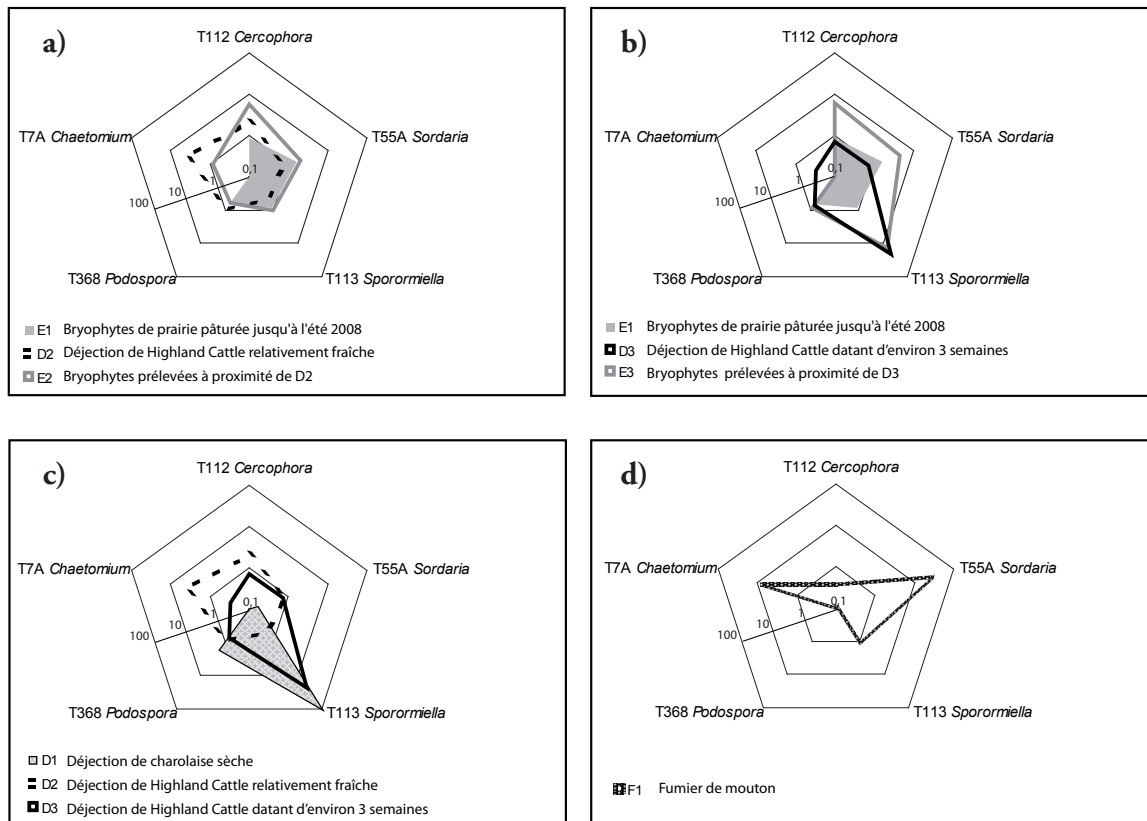 a)
T112 Cercophora
T7A Chaetomium
T55A Sordaria
0,1
1
10
100
T368 Podospora
T113 Sporormiella
E1 Bryophytes de prairie pâturée jusqu'à l'été 2008
D2 Déjection de Highland Cattle relativement fraîche
E2 Bryophytes prélevées à proximité de D2
b)
T112 Cercophora
T7A Chaetomium
T55A Sordaria
0,1
1
10
100
T368 Podospora
T113 Sporormiella
E1 Bryophytes de prairie pâturée jusqu'à l'été 2008
D3 Déjection de Highland Cattle datant d'environ 3 semaines
E3 Bryophytes prélevées à proximité de D3
c)
T112 Cercophora
T7A Chaetomium
T55A Sordaria
0,1
1
10
100
T368 Podospora
T113 Sporormiella
D1 Déjection de charolaise sèche
D2 Déjection de Highland Cattle relativement fraîche
D3 Déjection de Highland Cattle datant d'environ 3 semaines
d)
T112 Cercophora
T7A Chaetomium
T55A Sordaria
0,1
1
10
100
T368 Podospora
T113 Sporormiella
F1 Fumier de mouton